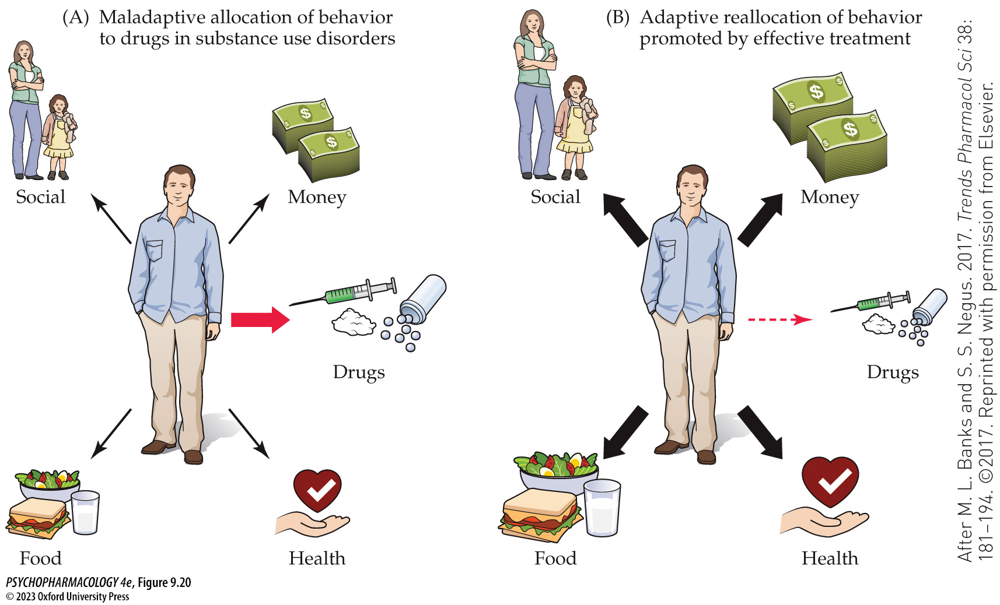 (A) Maladaptive allocation of behavior
to drugs in substance use disorders
Social
Money
Drugs
Food
Health
(B) Adaptive reallocation of behavior
promoted by effective treatment
Social
Money
Drugs
Food
Health
$
$
$
$
$
$
$
$
$
$
$
$
After M. L. Banks and S. S. Negus. 2017. Trends Pharmacol Sci 38:
181–194. ©2017. Reprinted with permission from Elsevier.
PSYCHOPHARMACOLOGY 4e, Figure 9.20
© 2023 Oxford University Press